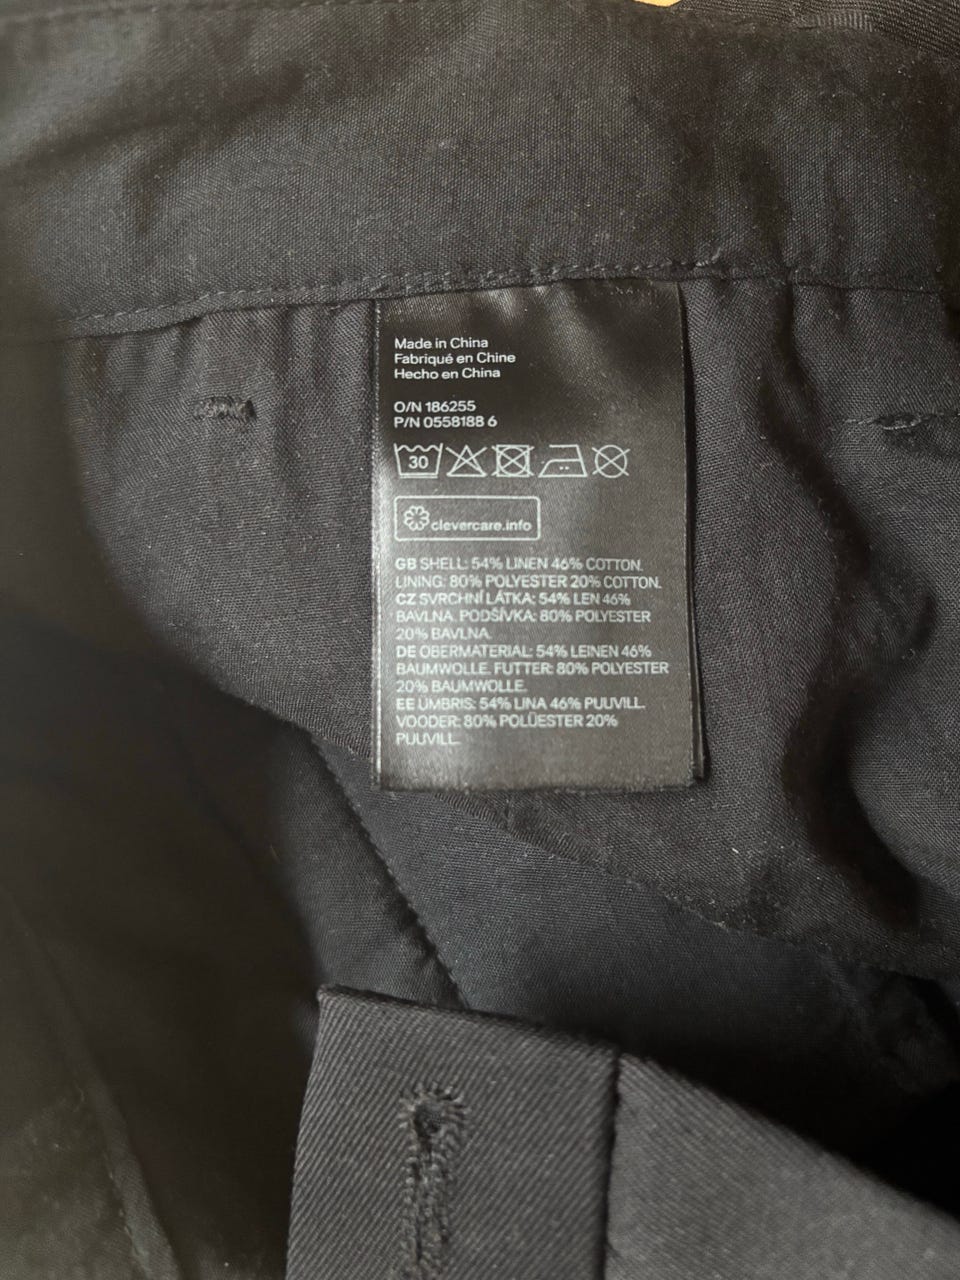 Made in China
Fabriqué en Chine
Hecho en China
O/N 186255
P/N 0558188 6
30
clevercare.info
GB SHELL: 54% LINEN 46% COTTON.
LINING: 80% POLYESTER 20% COTTON.
CZ SVRCHNÍ LÁTKA: 54% LEN 46%
BAVLNA. PODŠÍVKA: 80% POLYESTER
20% BAVLNA.
DE OBERMATERIAL: 54% LEINEN 46%
BAUMWOLLE. FUTTER: 80% POLYESTER
20% BAUMWOLLE.
EE ÜMBRIS: 54% LINA 46% PUUVILL.
VOODER: 80% POLÜESTER 20%
PUUVILL.